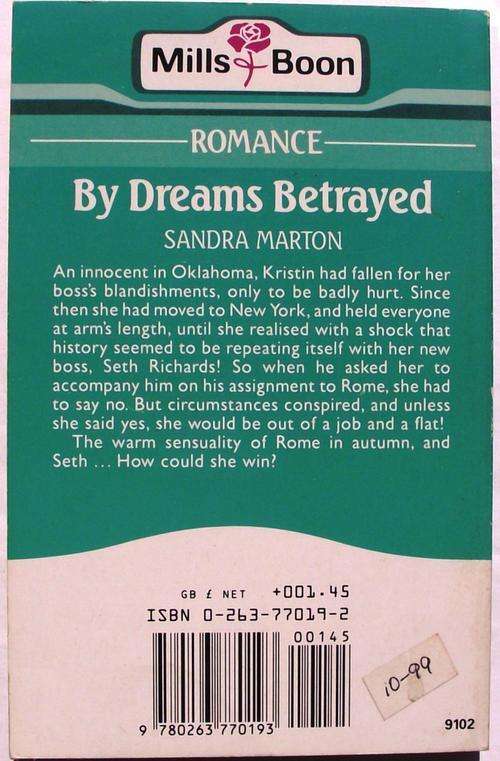 Mills Boon
ROMANCE
By Dreams Betrayed
SANDRA MARTON
An innocent in Oklahoma, Kristin had fallen for her
boss's blandishments, only to be badly hurt. Since
then she had moved to New York, and held everyone
at arm's length, until she realised with a shock that
history seemed to be repeating itself with her new
boss, Seth Richards! So when he asked her to
accompany him on his assignment to Rome, she had
to say no. But circumstances conspired, and unless
she said yes, she would be out of a job and a flat!
The warm sensuality of Rome in autumn, and
Seth ... How could she win?
GB £ NET +001.45
ISBN 0-263-77019-2
00145
9 780263 770193
10-99
9102